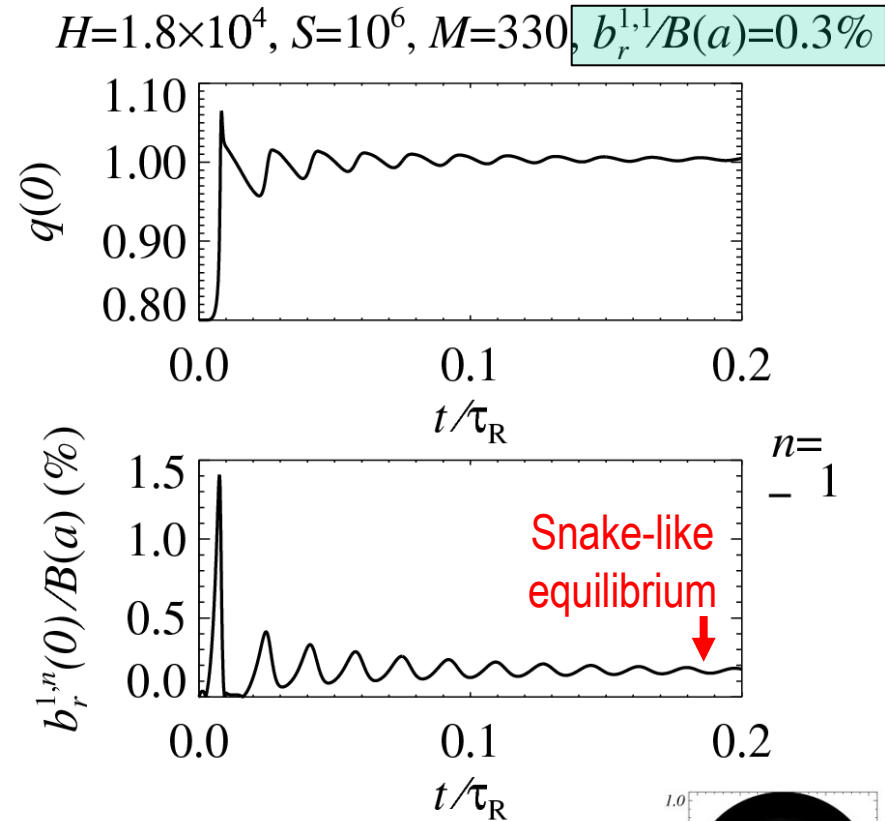 H=1.8×10⁴, S=10⁶, M=330, b_r^{1,1}/B(a)=0.3%
1.10
1.00
0.90
0.80
q(0)
0.0 0.1 0.2
t/τ_R
n=
_ 1
1.5
1.0
0.5
0.0
b_r^{1,n}(0)/B(a) (%)
Snake-like
equilibrium
0.0 0.1 0.2
t/τ_R
1.0